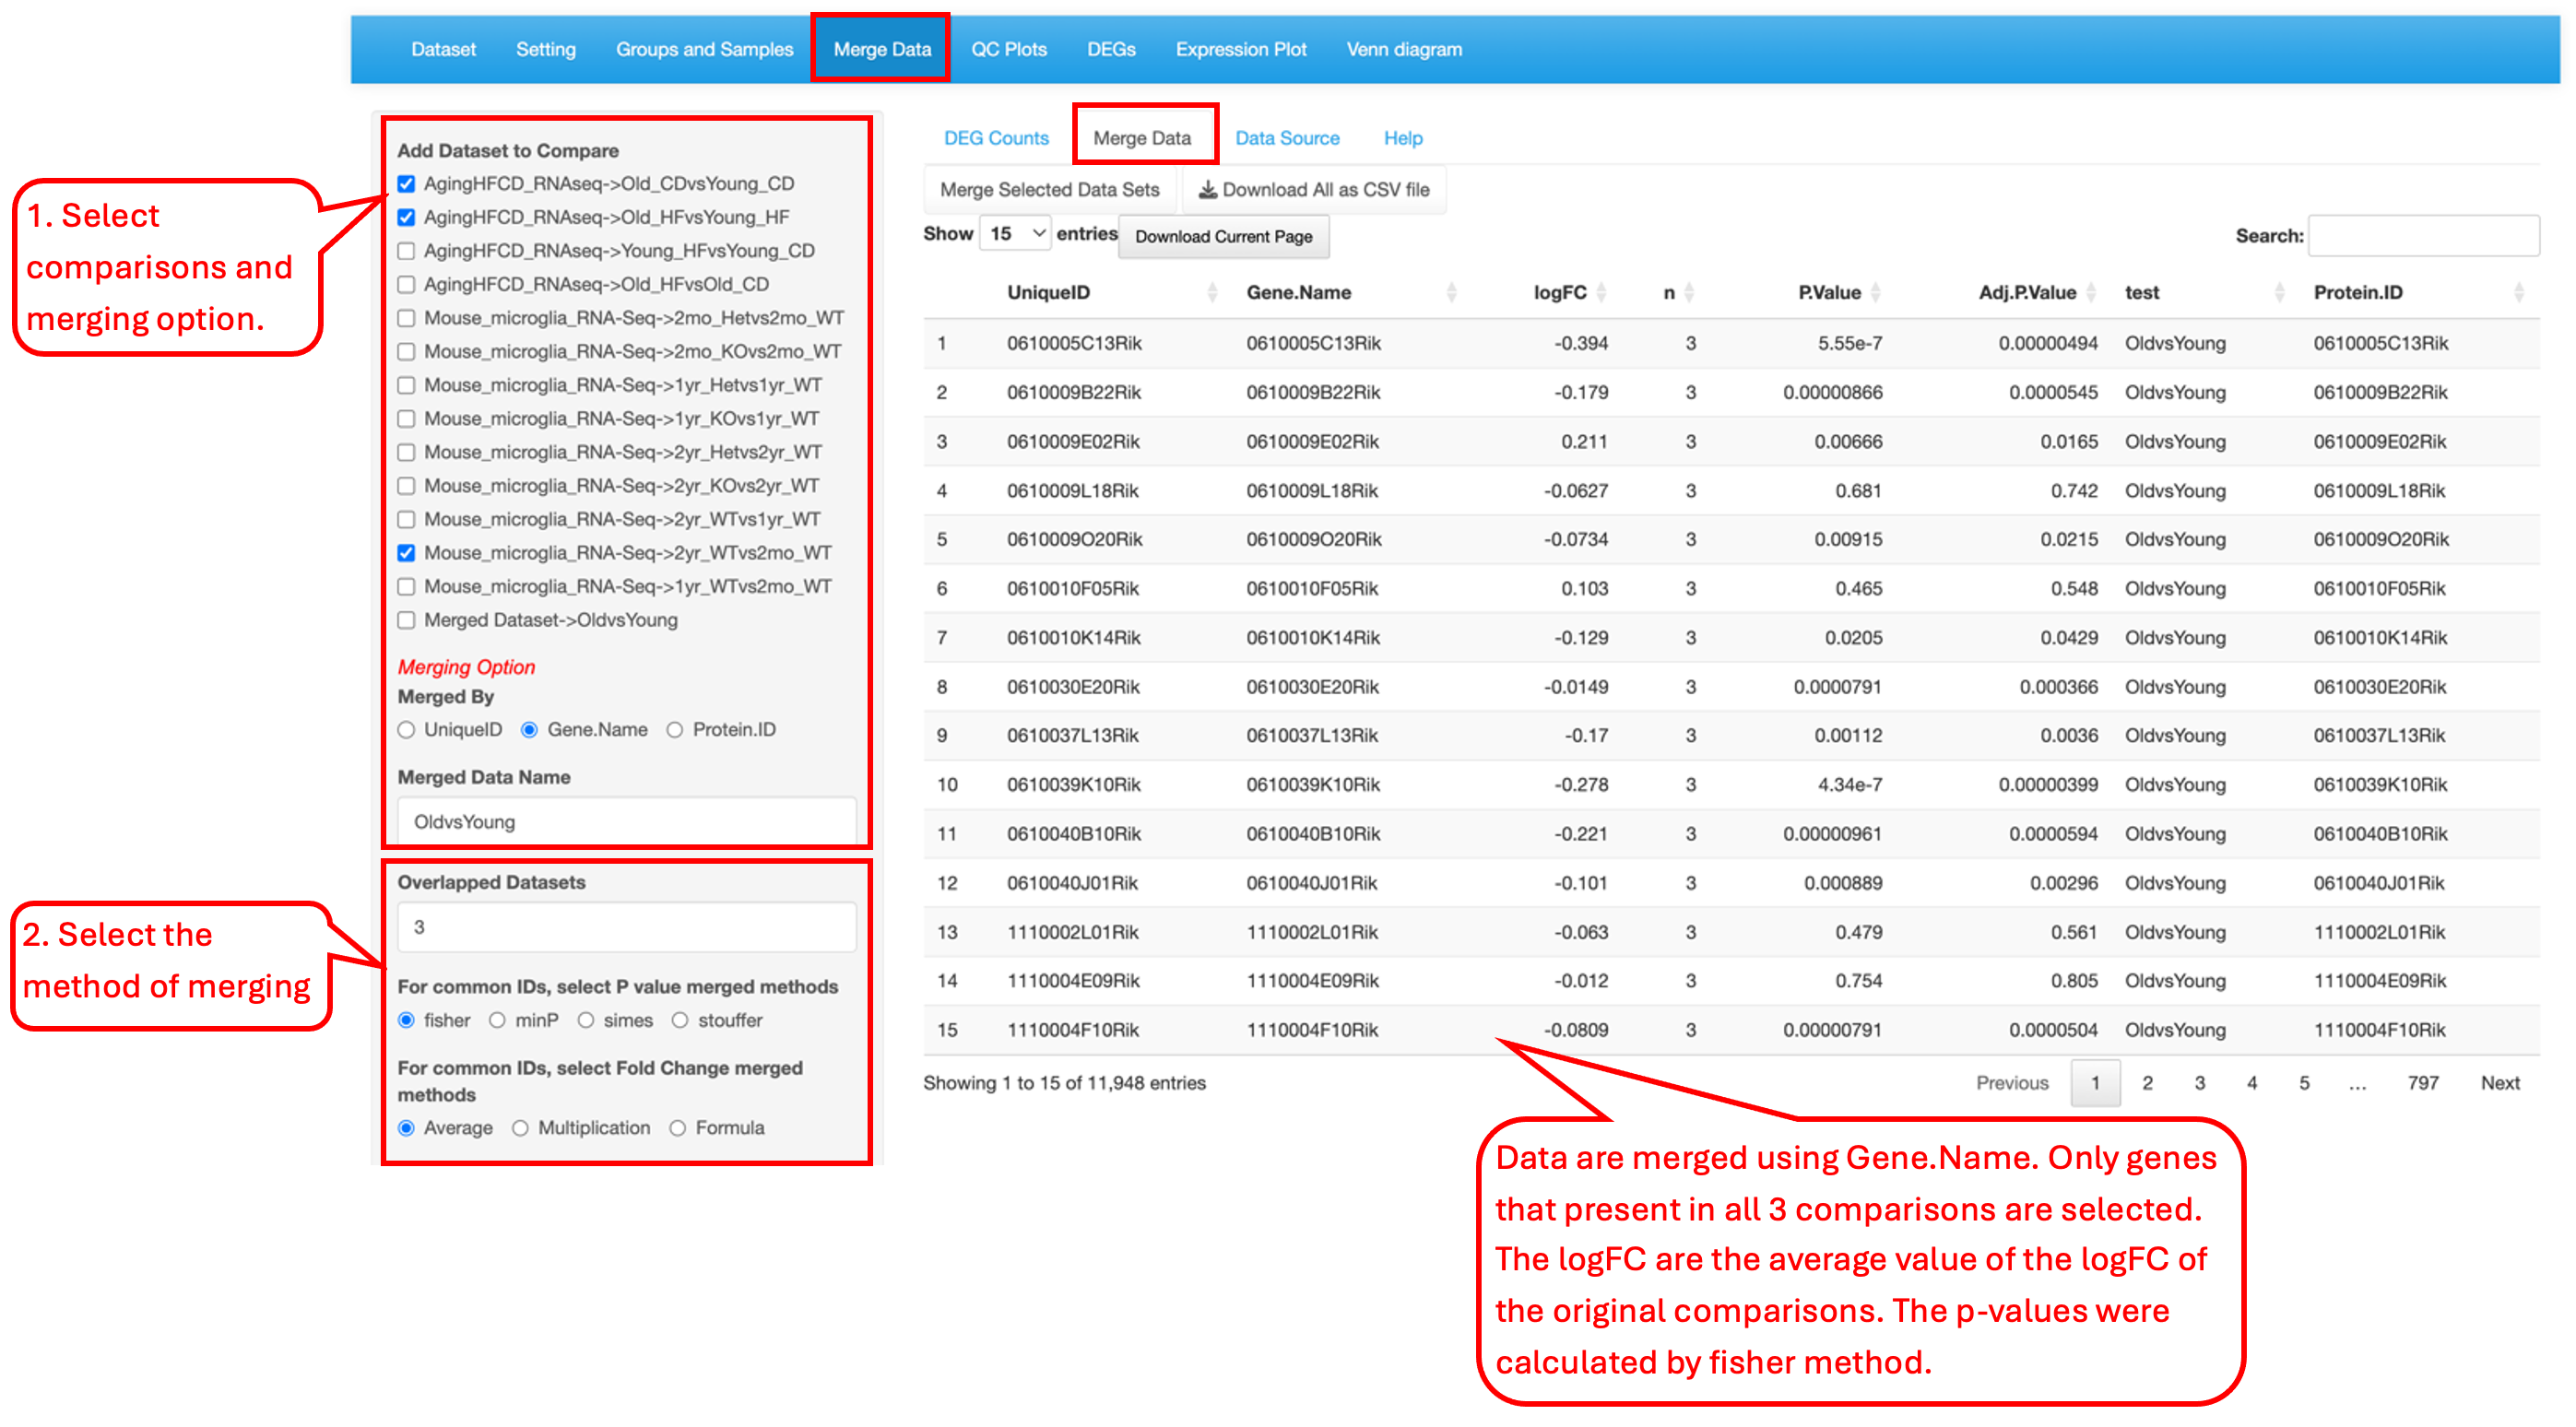 Dataset Setting Groups and Samples Merge Data QC Plots DEGs Expression Plot Venn diagram
1. Select
comparisons and
merging option.
Add Dataset to Compare
AgingHFCD_RNAseq->Old_CDvsYoung_CD
AgingHFCD_RNAseq->Old_HFvsYoung_HF
AgingHFCD_RNAseq->Young_HFvsYoung_CD
AgingHFCD_RNAseq->Old_HFvsOld_CD
Mouse_microglia_RNA-Seq->2mo_Hetvs2mo_WT
Mouse_microglia_RNA-Seq->2mo_KOvs2mo_WT
Mouse_microglia_RNA-Seq->1yr_Hetvs1yr_WT
Mouse_microglia_RNA-Seq->1yr_KOvs1yr_WT
Mouse_microglia_RNA-Seq->2yr_Hetvs2yr_WT
Mouse_microglia_RNA-Seq->2yr_KOvs2yr_WT
Mouse_microglia_RNA-Seq->2yr_WTvs1yr_WT
Mouse_microglia_RNA-Seq->2yr_WTvs2mo_WT
Mouse_microglia_RNA-Seq->1yr_WTvs2mo_WT
Merged Dataset->OldvsYoung
Merging Option
Merged By
UniqueID Gene.Name Protein.ID
Merged Data Name
OldvsYoung
2. Select the
method of merging
Overlapped Datasets
3
For common IDs, select P value merged methods
fisher minP simes stouffer
For common IDs, select Fold Change merged
methods
Average Multiplication Formula
DEG Counts Merge Data Data Source Help
Merge Selected Data Sets Download All as CSV file
Show 15 entries Download Current Page Search:
UniqueID Gene.Name logFC n P.Value Adj.P.Value test Protein.ID
1 0610005C13Rik 0610005C13Rik -0.394 3 5.55e-7 0.00000494 OldvsYoung 0610005C13Rik
2 0610009B22Rik 0610009B22Rik -0.179 3 0.00000866 0.0000545 OldvsYoung 0610009B22Rik
3 0610009E02Rik 0610009E02Rik 0.211 3 0.00666 0.0165 OldvsYoung 0610009E02Rik
4 0610009L18Rik 0610009L18Rik -0.0627 3 0.681 0.742 OldvsYoung 0610009L18Rik
5 0610009O20Rik 0610009O20Rik -0.0734 3 0.00915 0.0215 OldvsYoung 0610009O20Rik
6 0610010F05Rik 0610010F05Rik 0.103 3 0.465 0.548 OldvsYoung 0610010F05Rik
7 0610010K14Rik 0610010K14Rik -0.129 3 0.0205 0.0429 OldvsYoung 0610010K14Rik
8 0610030E20Rik 0610030E20Rik -0.0149 3 0.0000791 0.000366 OldvsYoung 0610030E20Rik
9 0610037L13Rik 0610037L13Rik -0.17 3 0.00112 0.0036 OldvsYoung 0610037L13Rik
10 0610039K10Rik 0610039K10Rik -0.278 3 4.34e-7 0.00000399 OldvsYoung 0610039K10Rik
11 0610040B10Rik 0610040B10Rik -0.221 3 0.00000961 0.0000594 OldvsYoung 0610040B10Rik
12 0610040J01Rik 0610040J01Rik -0.101 3 0.000889 0.00296 OldvsYoung 0610040J01Rik
13 1110002L01Rik 1110002L01Rik -0.063 3 0.479 0.561 OldvsYoung 1110002L01Rik
14 1110004E09Rik 1110004E09Rik -0.012 3 0.754 0.805 OldvsYoung 1110004E09Rik
15 1110004F10Rik 1110004F10Rik -0.0809 3 0.00000791 0.0000504 OldvsYoung 1110004F10Rik
Showing 1 to 15 of 11,948 entries Previous 1 2 3 4 5 ... 797 Next
Data are merged using Gene.Name. Only genes
that present in all 3 comparisons are selected.
The logFC are the average value of the logFC of
the original comparisons. The p-values were
calculated by fisher method.